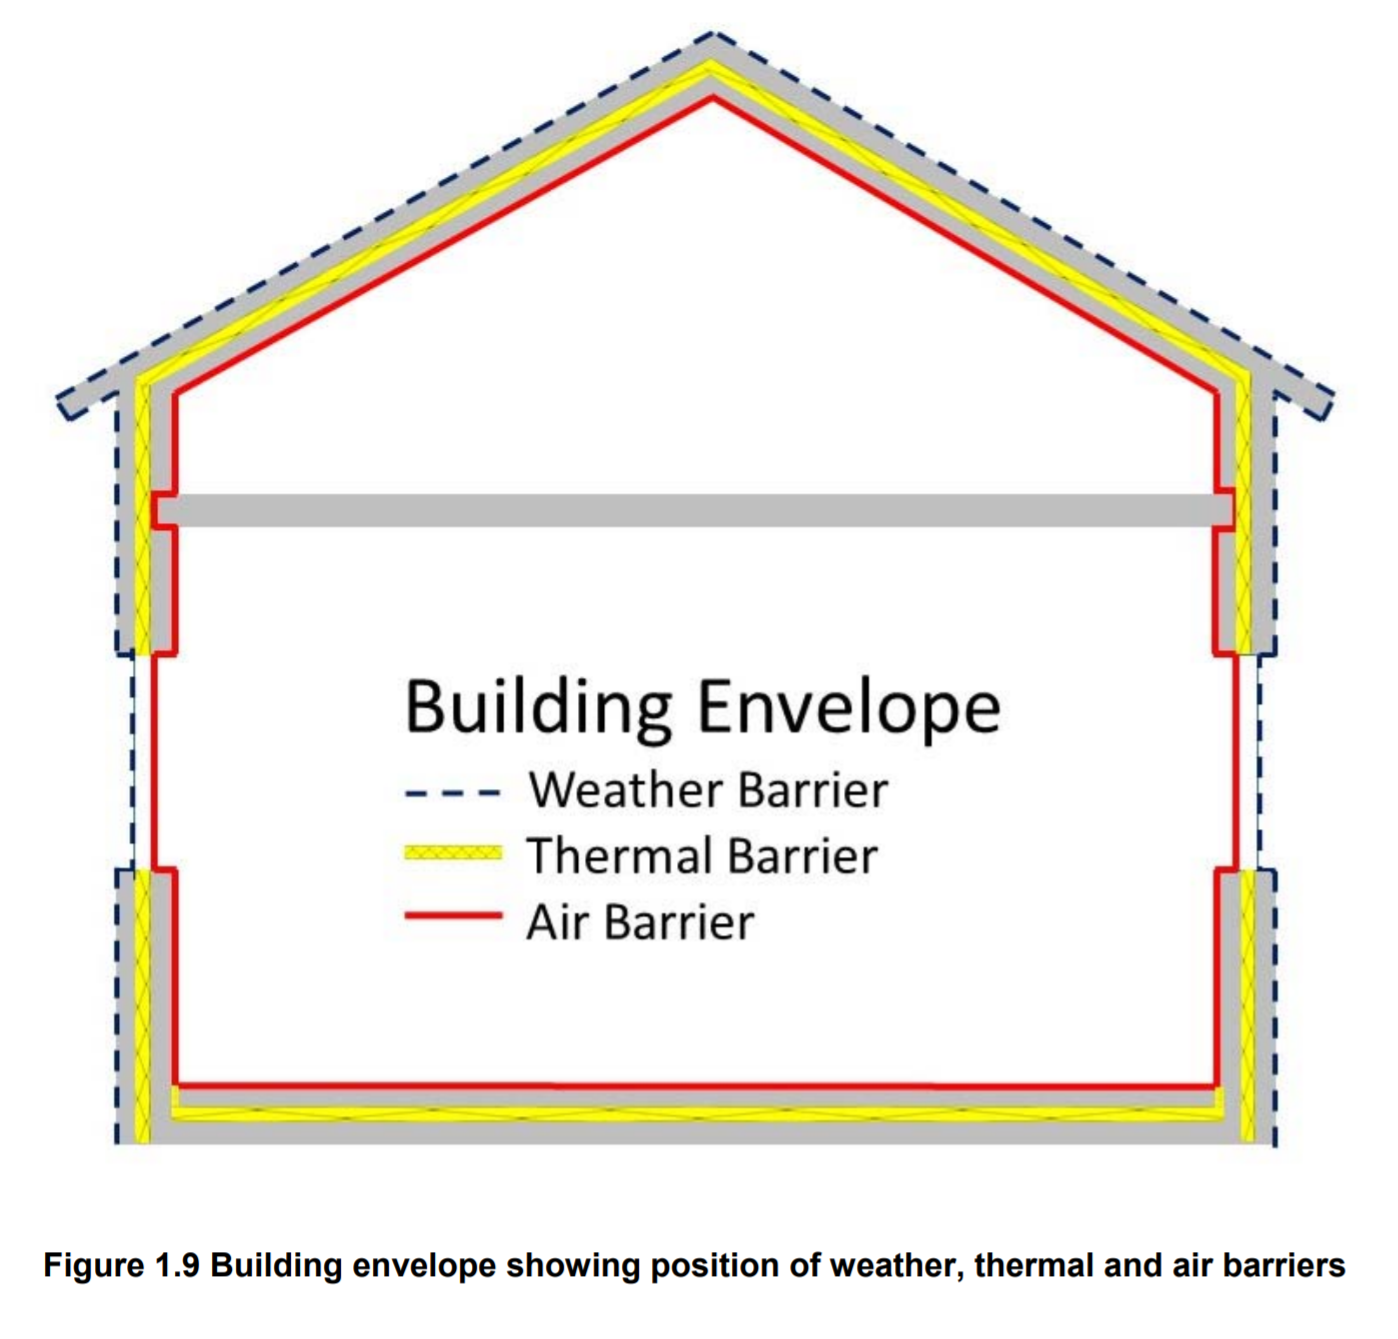 Building Envelope
Weather Barrier
Thermal Barrier
Air Barrier
Figure 1.9 Building envelope showing position of weather, thermal and air barriers